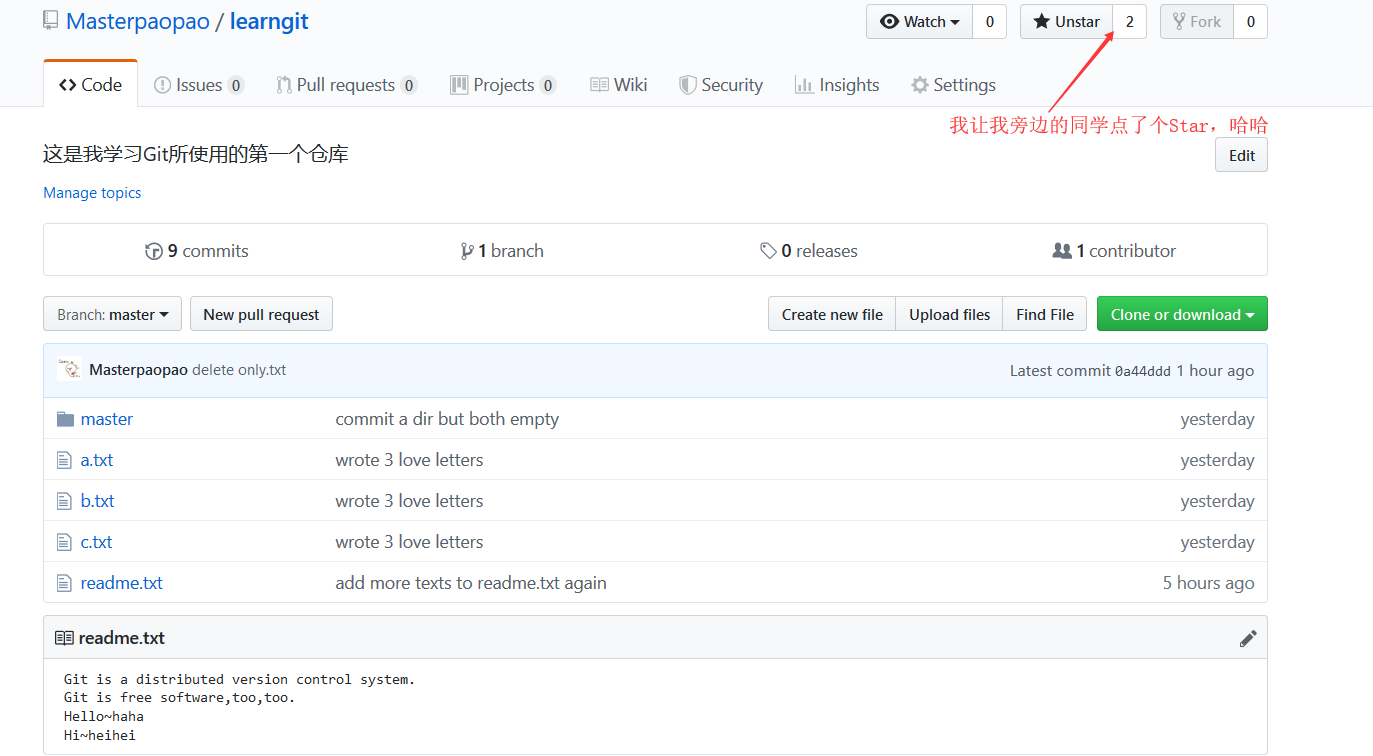 Masterpaopao / learngit Watch 0 Unstar 2 Fork 0
Code Issues 0 Pull requests 0 Projects 0 Wiki Security Insights Settings
我让我旁边的同学点了个Star，哈哈
这是我学习Git所使用的第一个仓库 Edit
Manage topics
9 commits 1 branch 0 releases 1 contributor
Branch: master New pull request Create new file Upload files Find File Clone or download
Masterpaopao delete only.txt Latest commit 0a44ddd 1 hour ago
master commit a dir but both empty yesterday
a.txt wrote 3 love letters yesterday
b.txt wrote 3 love letters yesterday
c.txt wrote 3 love letters yesterday
readme.txt add more texts to readme.txt again 5 hours ago
readme.txt
Git is a distributed version control system.
Git is free software,too,too.
Hello~haha
Hi~heihei